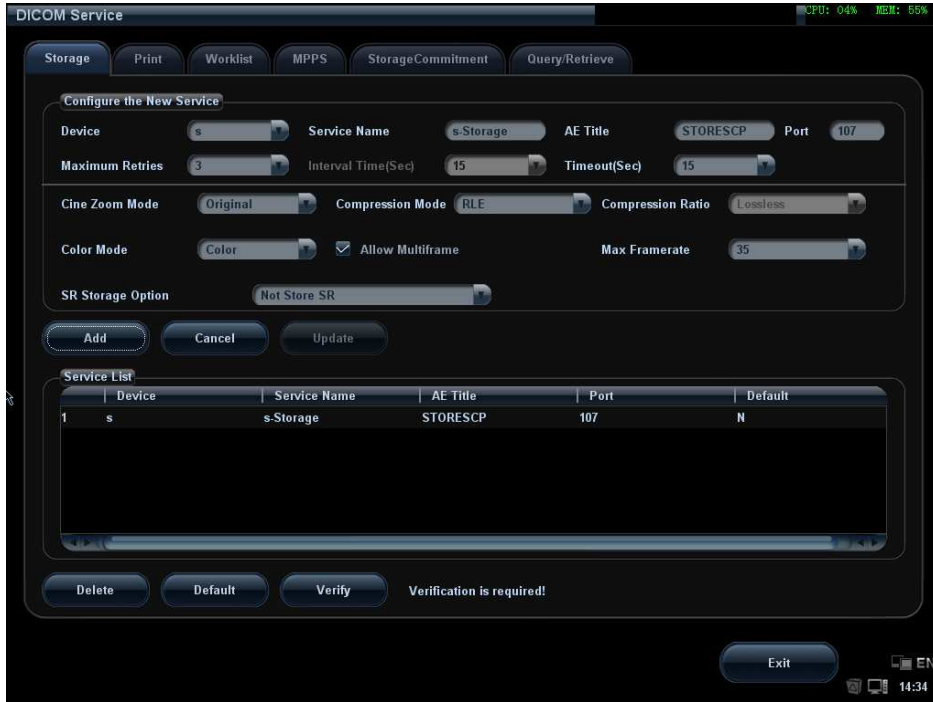 DICOM Service CPU: 04% MEM: 55%
Storage Print Worklist MPPS StorageCommitment Query/Retrieve
Configure the New Service
Device s Service Name s-Storage AE Title STORESCP Port 107
Maximum Retries 3 Interval Time(Sec) 15 Timeout(Sec) 15
Cine Zoom Mode Original Compression Mode RLE Compression Ratio Lossless
Color Mode Color Allow Multiframe Max Framerate 35
SR Storage Option Not Store SR
Add Cancel Update
Service List
Device Service Name AE Title Port Default
1 s s-Storage STORESCP 107 N
Delete Default Verify Verification is required!
Exit
EN
14:34